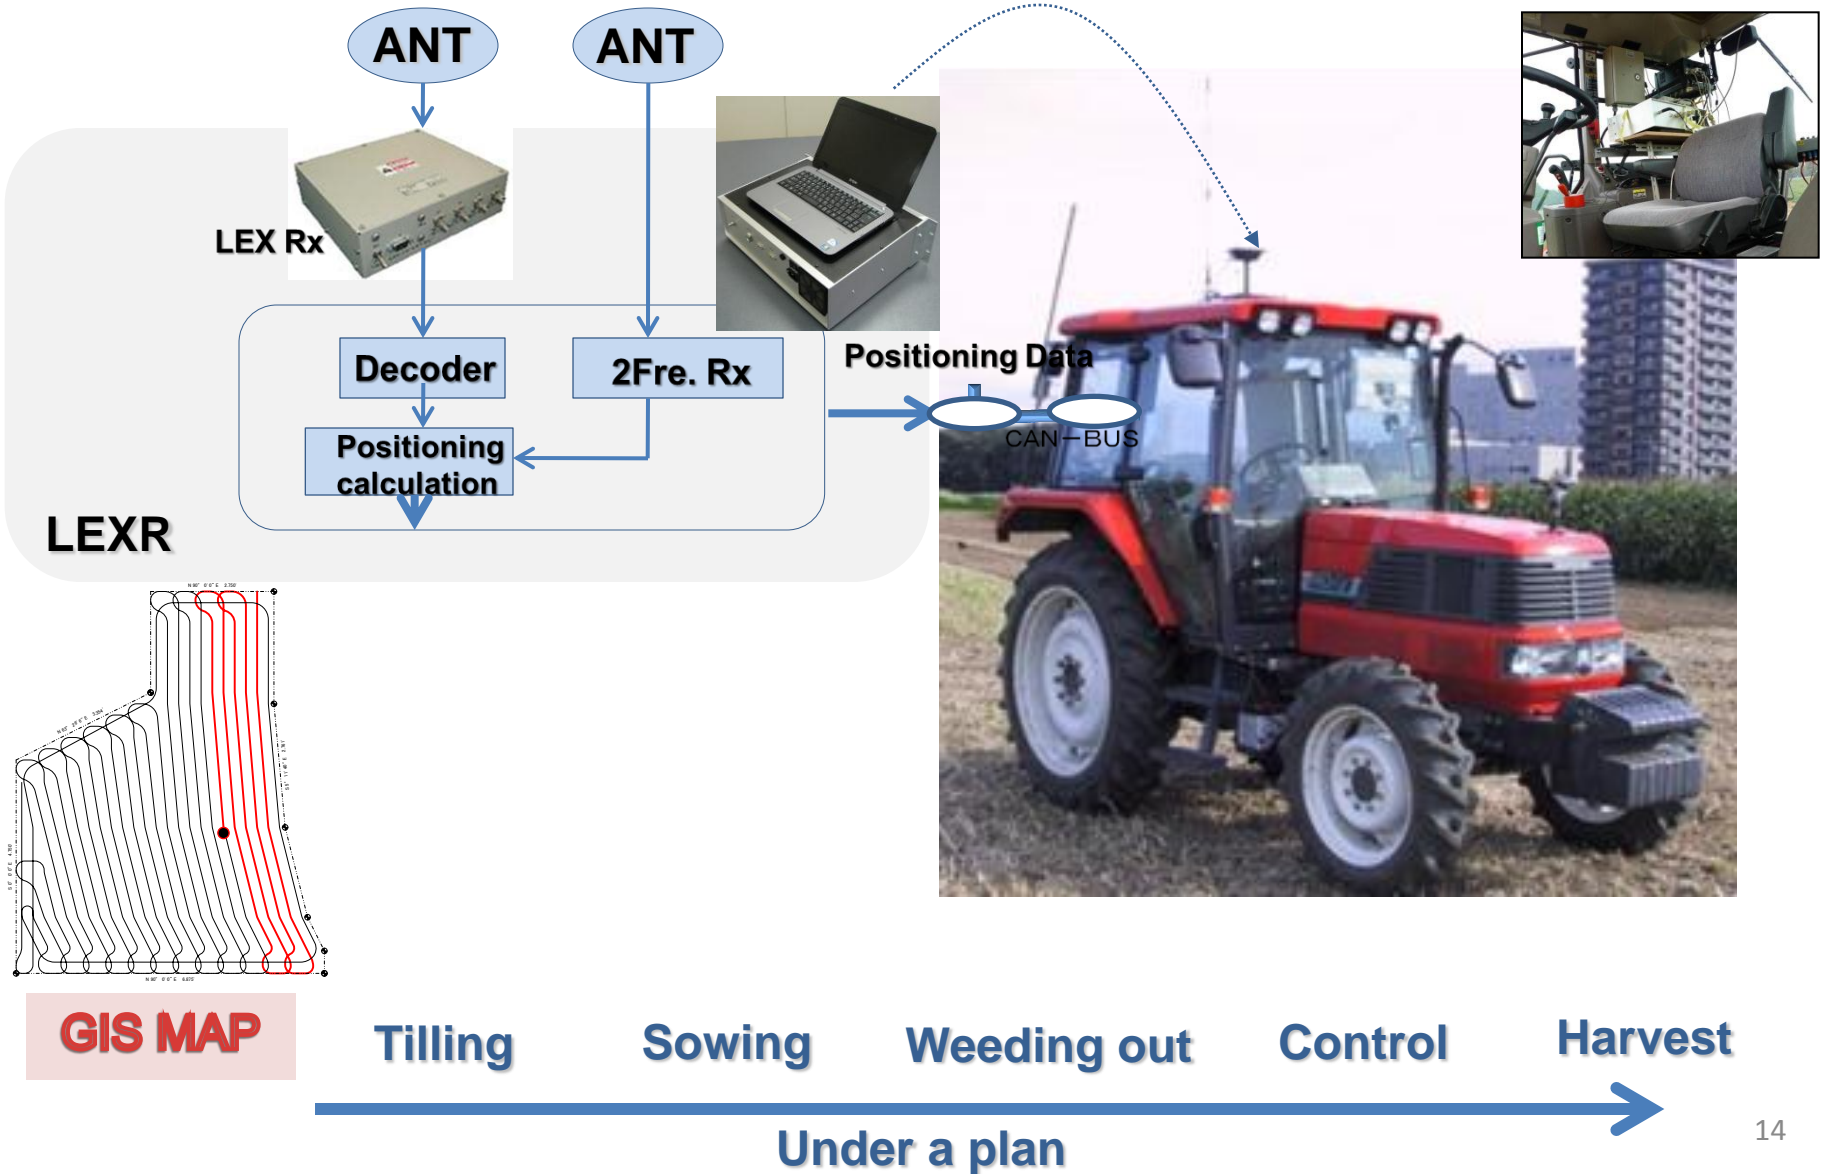 ANT
ANT
LEX Rx
Decoder
2Fre. Rx
Positioning Data
CAN-BUS
Positioning
calculation
LEXR
GIS MAP
Tilling
Sowing
Weeding out
Control
Harvest
Under a plan
14